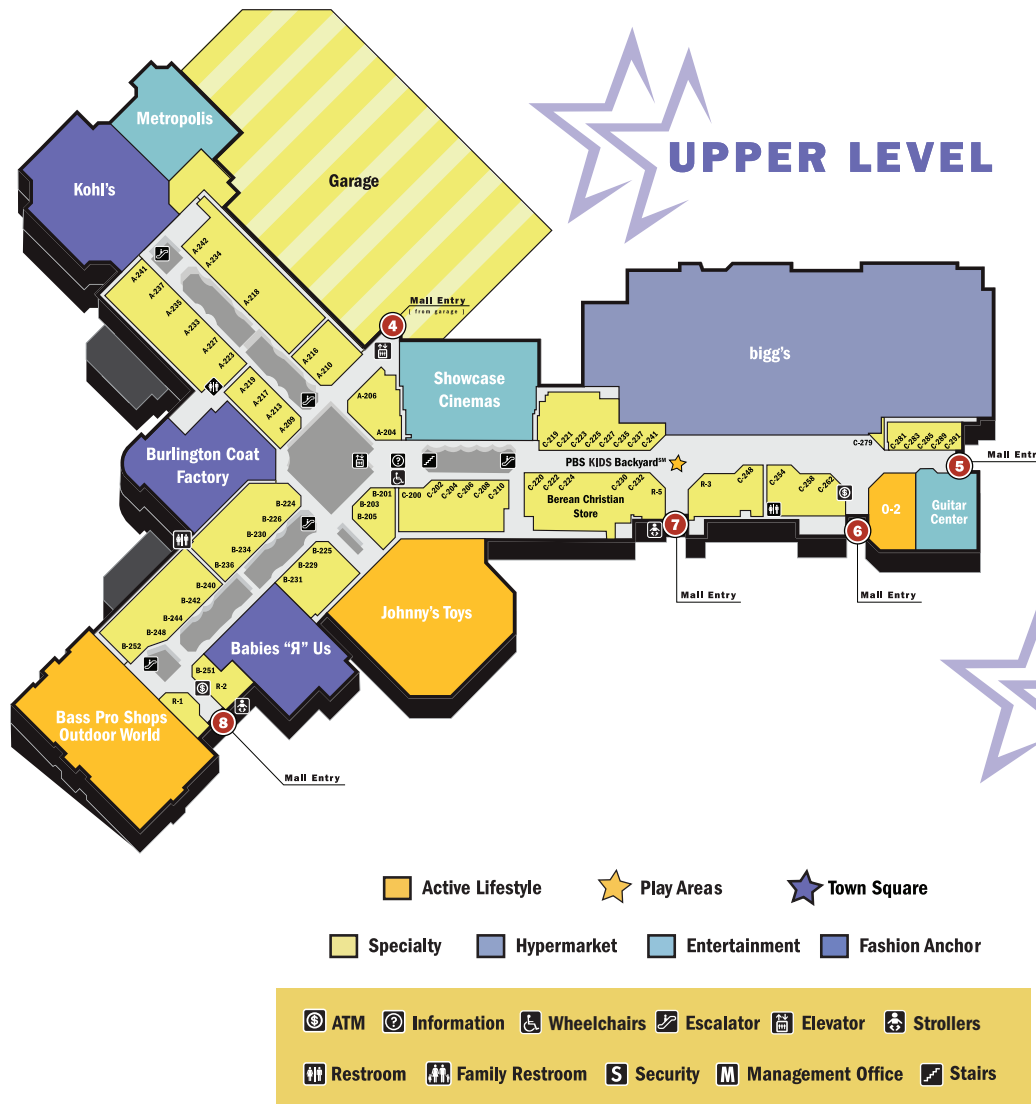 UPPER LEVEL
Metropolis
Kohl's
Garage
A-242
A-234
A-218
A-216
A-210
A-241
A-237
A-235
A-233
A-227
A-223
A-219
A-217
A-213
A-209
Mall Entry
[ from garage ]
4
A-206
A-204
Showcase
Cinemas
bigg's
C-219
C-221
C-223
C-225
C-227
C-235
C-237
C-241
C-279
C-281
C-283
C-285
C-289
C-291
5
Mall Entr
PBS KIDS Backyard℠
Burlington Coat
Factory
B-224
B-226
B-230
B-234
B-236
B-201
B-203
B-205
C-200
C-202
C-204
C-206
C-208
C-210
C-220
C-222
C-224
C-230
C-232
R-5
Berean Christian
Store
R-3
C-248
C-254
C-258
C-262
O-2
Guitar
Center
7
Mall Entry
6
Mall Entry
B-225
B-229
B-231
B-240
B-242
B-244
B-248
B-252
Johnny's Toys
Babies "Я" Us
B-251
R-2
R-1
Bass Pro Shops
Outdoor World
8
Mall Entry
Active Lifestyle
Play Areas
Town Square
Specialty
Hypermarket
Entertainment
Fashion Anchor
$ ATM
? Information
Wheelchairs
Escalator
Elevator
Strollers
Restroom
Family Restroom
S Security
M Management Office
Stairs